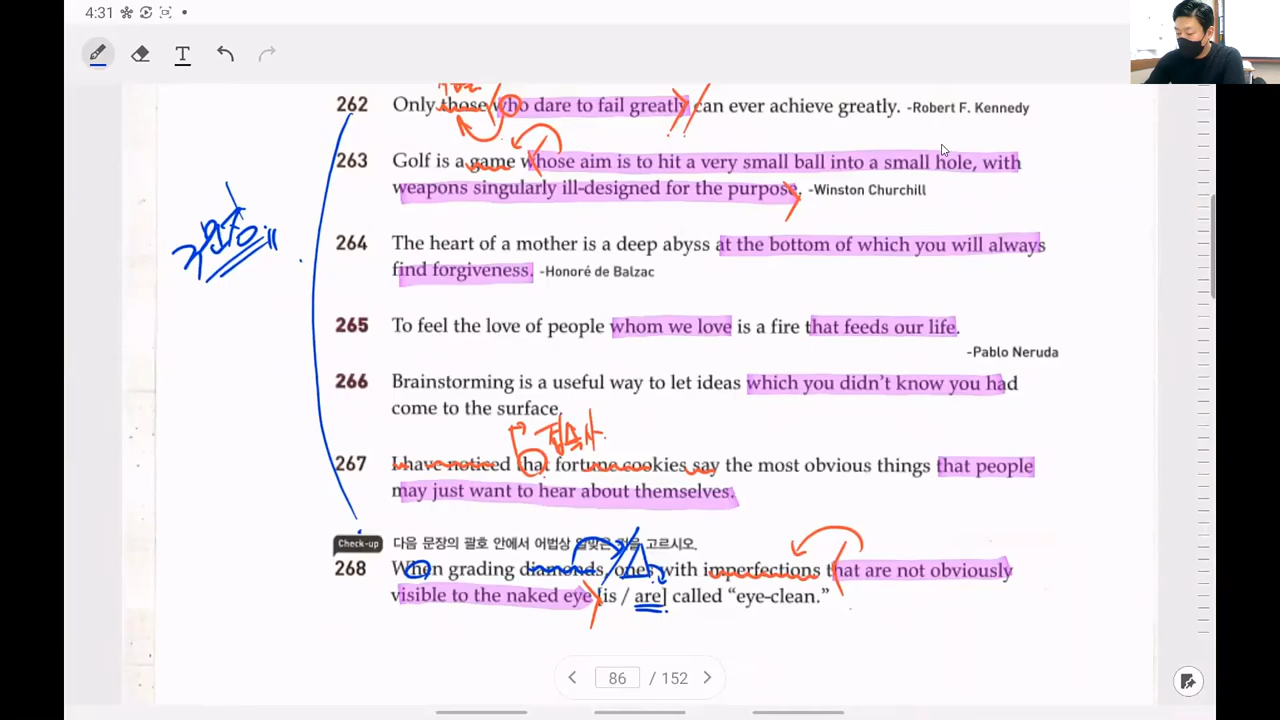 4:31
T
262 Only those who dare to fail greatly can ever achieve greatly. -Robert F. Kennedy
263 Golf is a game whose aim is to hit a very small ball into a small hole, with
weapons singularly ill-designed for the purpose. -Winston Churchill
264 The heart of a mother is a deep abyss at the bottom of which you will always
find forgiveness. -Honoré de Balzac
265 To feel the love of people whom we love is a fire that feeds our life.
-Pablo Neruda
266 Brainstorming is a useful way to let ideas which you didn't know you had
come to the surface.
접속사
267 I have noticed that fortune cookies say the most obvious things that people
may just want to hear about themselves.
Check-up 다음 문장의 괄호 안에서 어법상 알맞은 것을 고르시오.
268 When grading diamonds, ones with imperfections that are not obviously
visible to the naked eye [is / are] called "eye-clean."
86 / 152